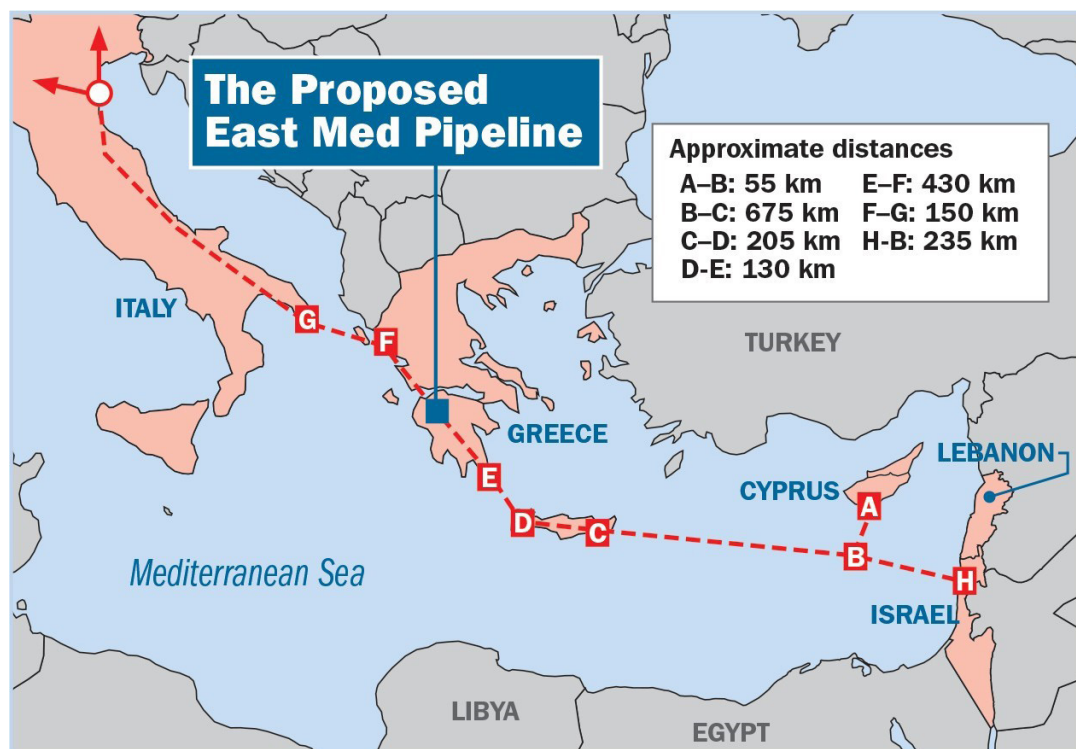 The Proposed
East Med Pipeline
Approximate distances
A–B: 55 km E–F: 430 km
B–C: 675 km F–G: 150 km
C–D: 205 km H-B: 235 km
D-E: 130 km
ITALY
G
F
TURKEY
GREECE
LEBANON
E
CYPRUS
A
D
C
B
Mediterranean Sea
H
ISRAEL
LIBYA
EGYPT